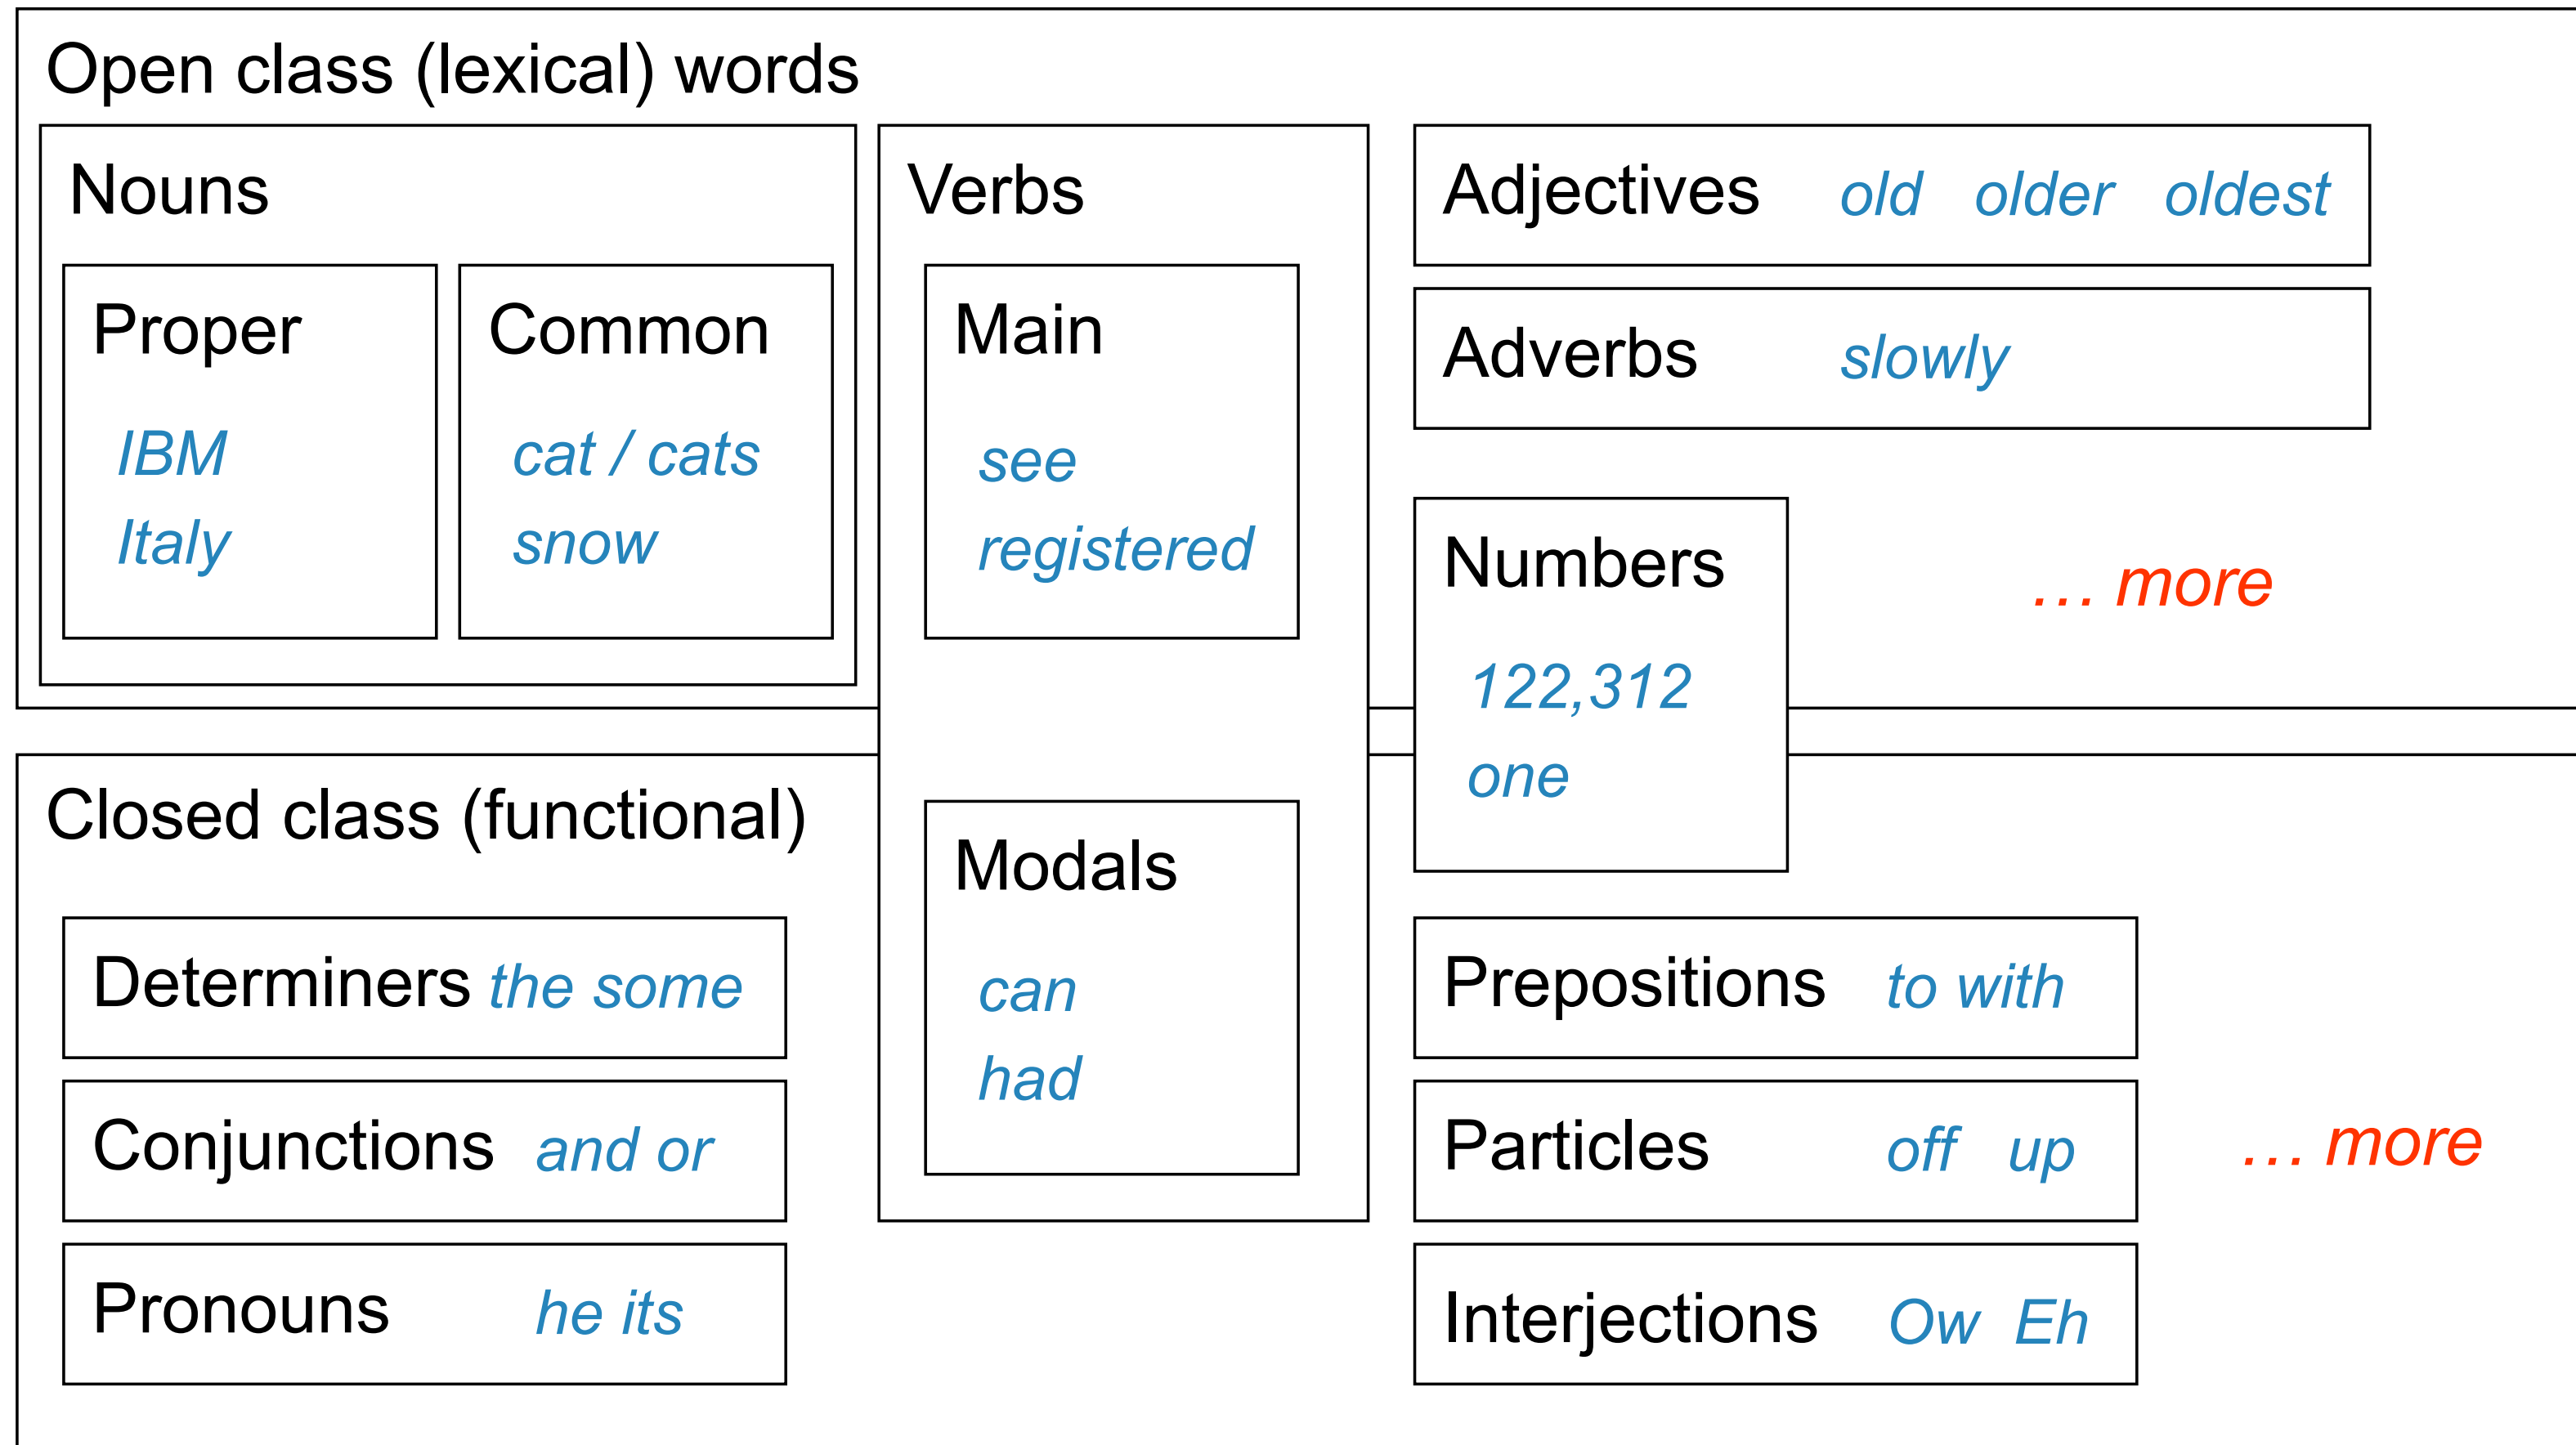 Open class (lexical) words
Nouns
Proper
IBM
Italy
Common
cat / cats
snow
Verbs
Main
see
registered
Adjectives old older oldest
Adverbs slowly
Numbers
122,312
one
… more
Closed class (functional)
Determiners the some
Conjunctions and or
Pronouns he its
Modals
can
had
Prepositions to with
Particles off up
Interjections Ow Eh
… more